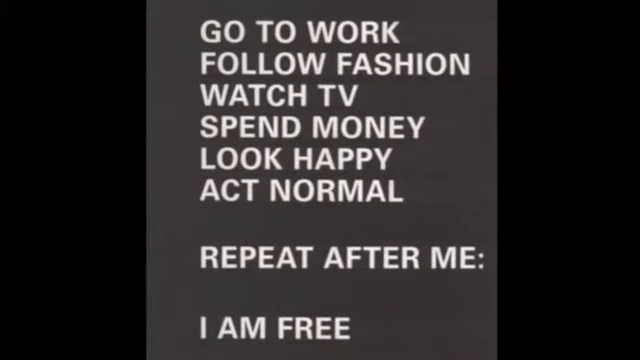 GO TO WORK
FOLLOW FASHION
WATCH TV
SPEND MONEY
LOOK HAPPY
ACT NORMAL
REPEAT AFTER ME:
I AM FREE